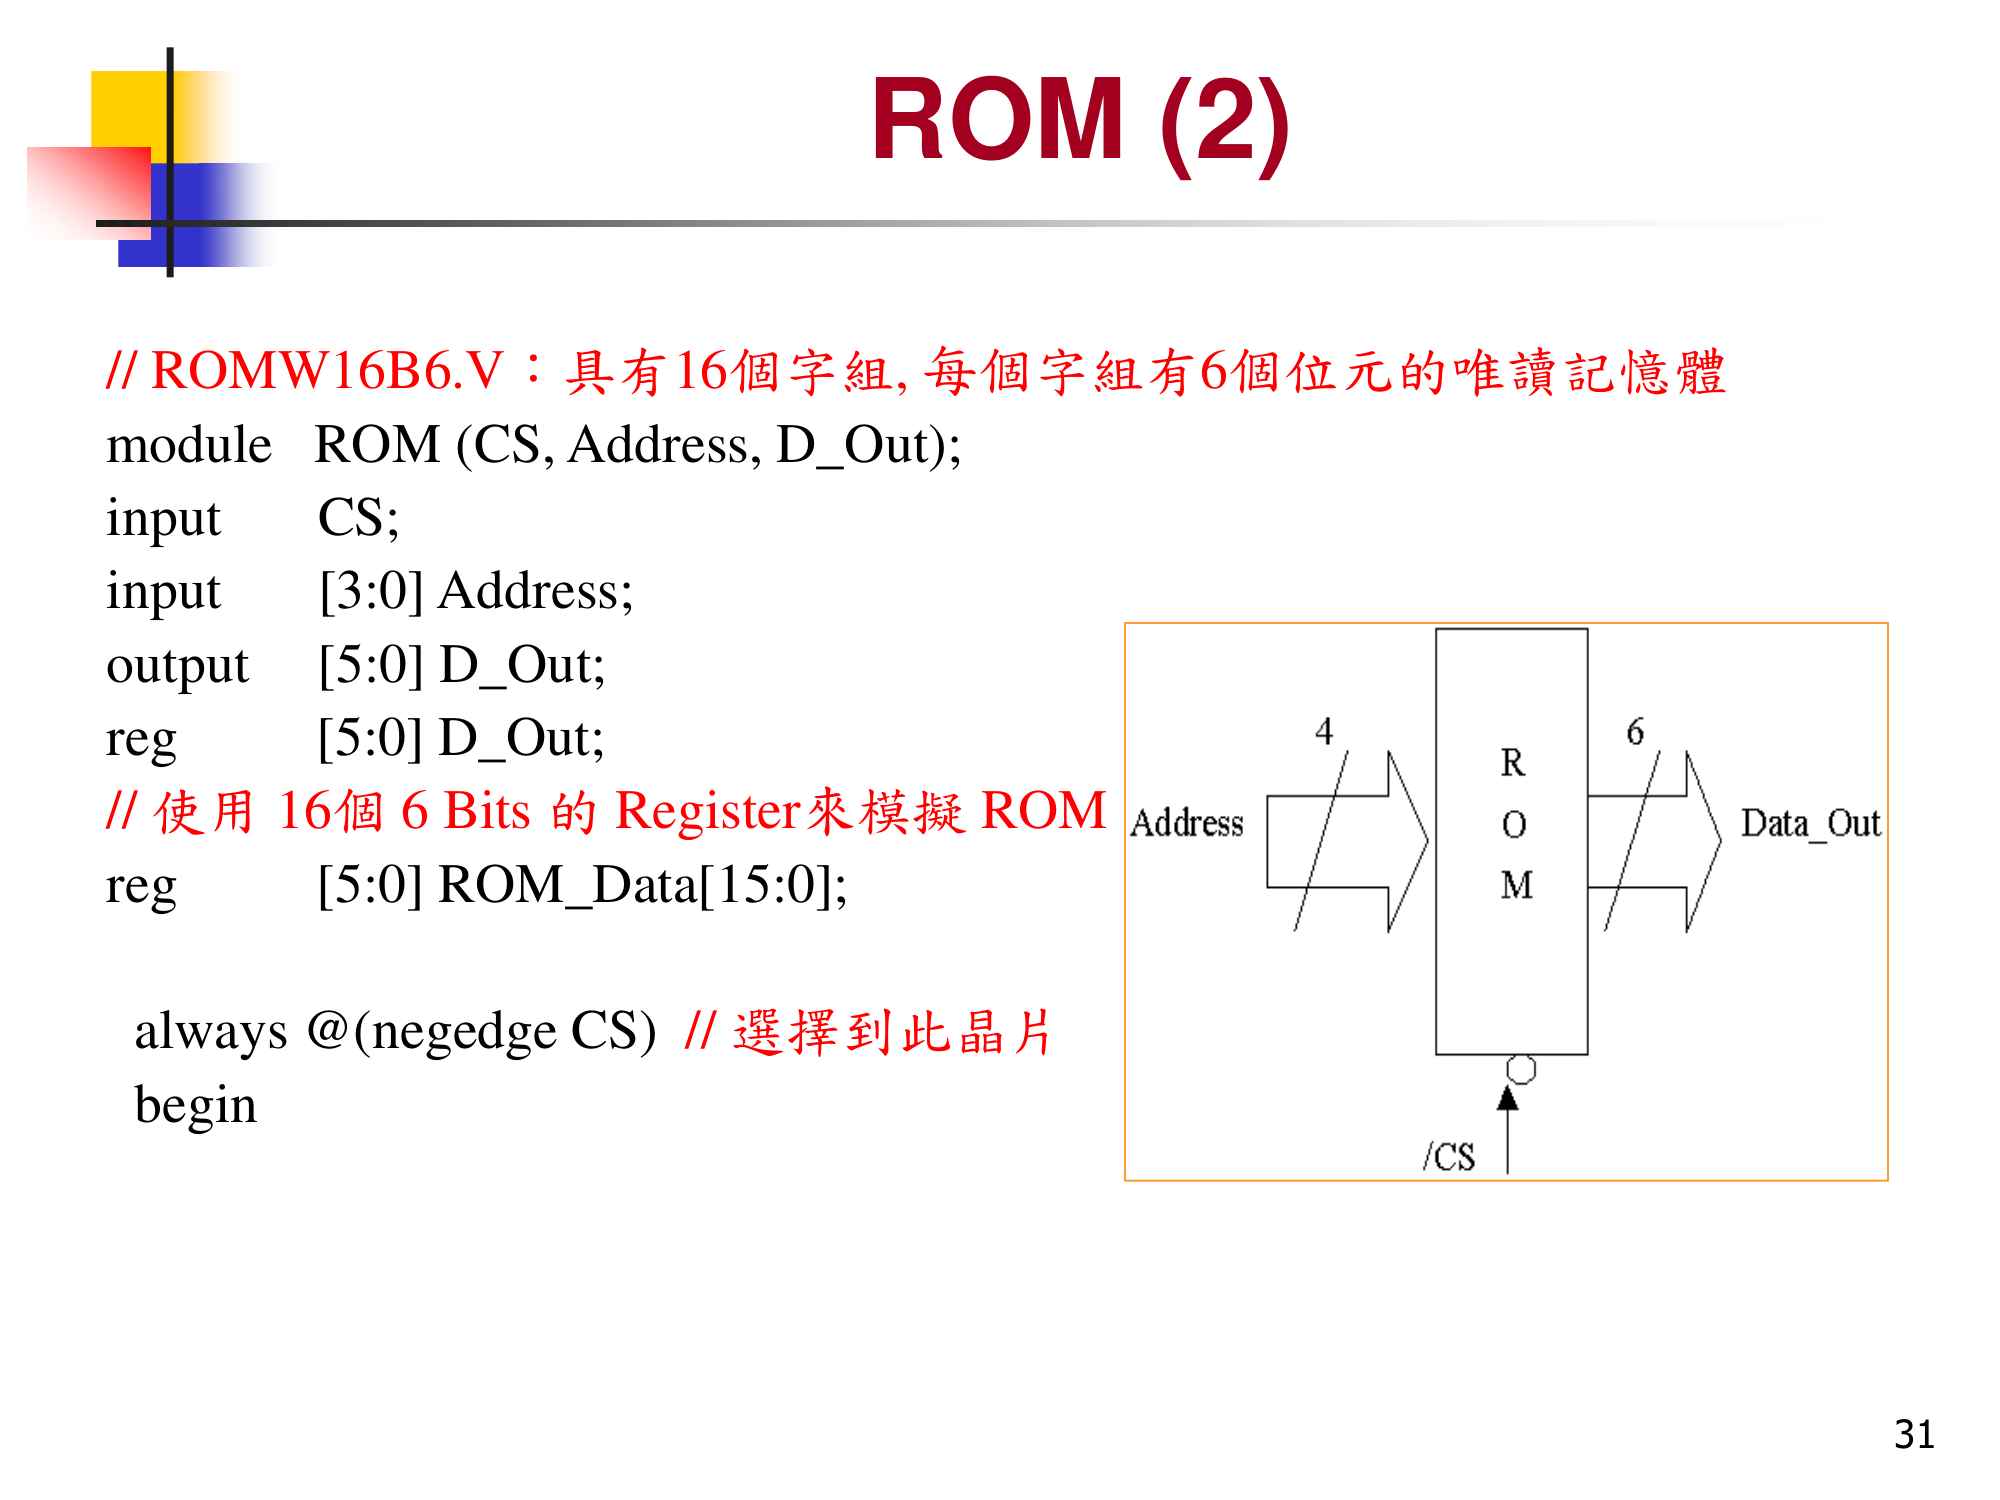 ROM (2)
// ROMW16B6.V：具有16個字組, 每個字組有6個位元的唯讀記憶體
module ROM (CS, Address, D_Out);
input CS;
input [3:0] Address;
output [5:0] D_Out;
reg [5:0] D_Out;
// 使用 16個 6 Bits 的 Register來模擬 ROM
reg [5:0] ROM_Data[15:0];
always @(negedge CS) // 選擇到此晶片
begin
4
6
R
O
M
Address
Data_Out
/CS
31